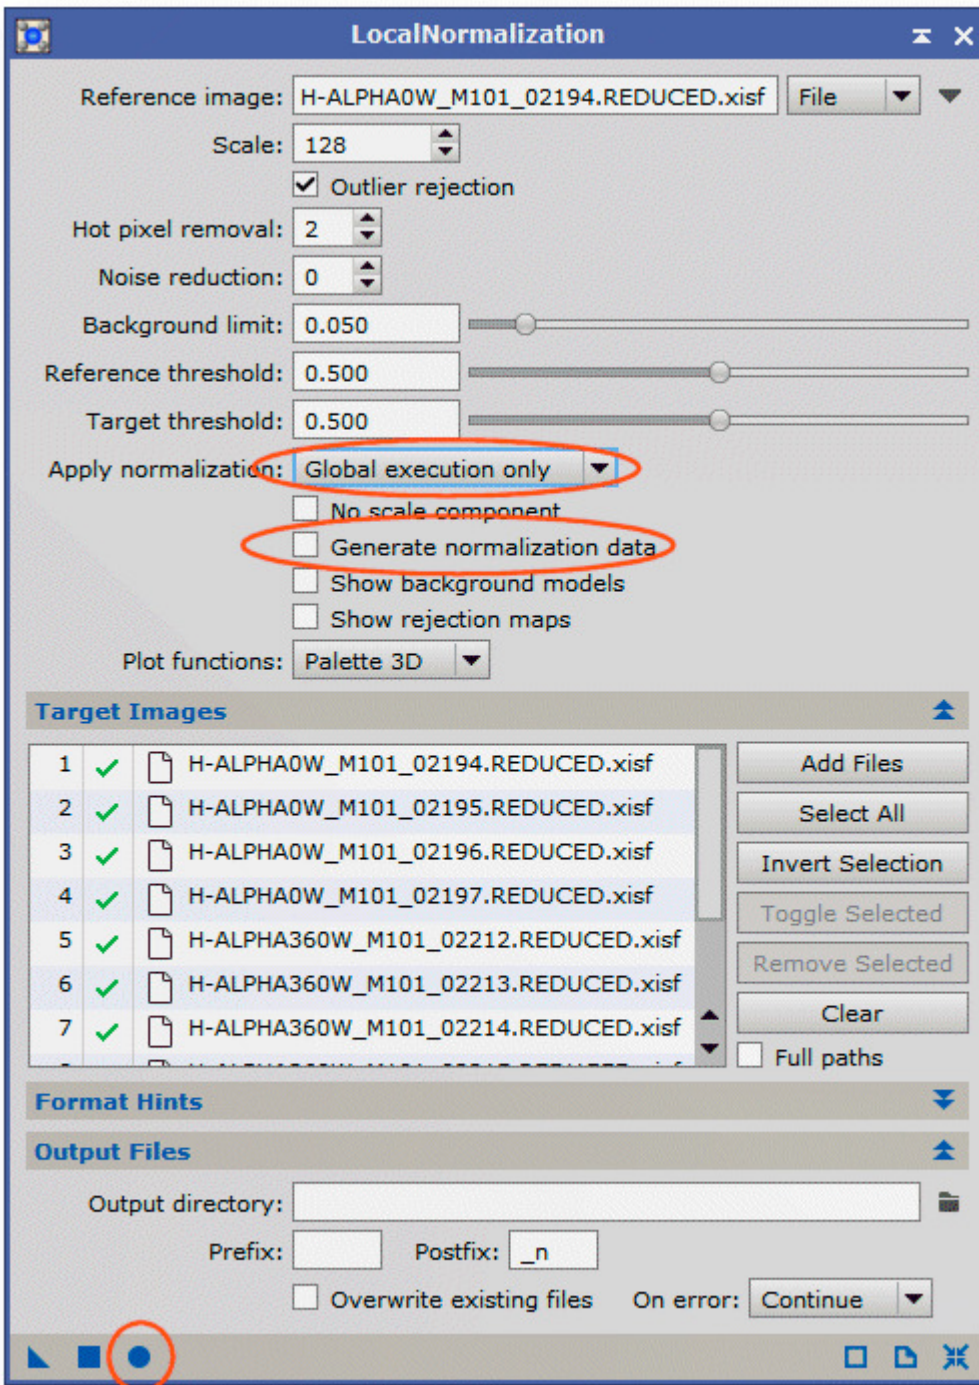 LocalNormalization
Reference image: H-ALPHA0W_M101_02194.REDUCED.xisf File
Scale: 128
Outlier rejection
Hot pixel removal: 2
Noise reduction: 0
Background limit: 0.050
Reference threshold: 0.500
Target threshold: 0.500
Apply normalization: Global execution only
No scale component
Generate normalization data
Show background models
Show rejection maps
Plot functions: Palette 3D
Target Images
1 H-ALPHA0W_M101_02194.REDUCED.xisf Add Files
2 H-ALPHA0W_M101_02195.REDUCED.xisf Select All
3 H-ALPHA0W_M101_02196.REDUCED.xisf Invert Selection
4 H-ALPHA0W_M101_02197.REDUCED.xisf Toggle Selected
5 H-ALPHA360W_M101_02212.REDUCED.xisf
6 H-ALPHA360W_M101_02213.REDUCED.xisf Remove Selected
7 H-ALPHA360W_M101_02214.REDUCED.xisf Clear
Full paths
Format Hints
Output Files
Output directory:
Prefix: Postfix: _n
Overwrite existing files On error: Continue